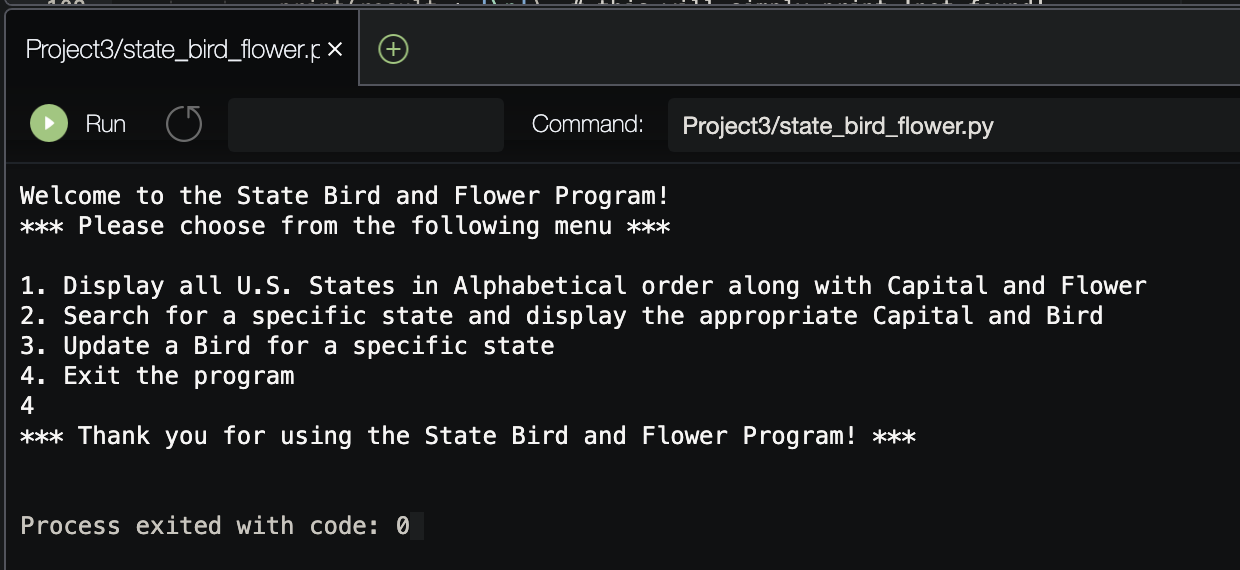 Project3/state_bird_flower.p
Run
Command:
Project3/state_bird_flower.py
Welcome to the State Bird and Flower Program!
*** Please choose from the following menu ***
1. Display all U.S. States in Alphabetical order along with Capital and Flower
2. Search for a specific state and display the appropriate Capital and Bird
3. Update a Bird for a specific state
4. Exit the program
4
*** Thank you for using the State Bird and Flower Program! ***
Process exited with code: 0